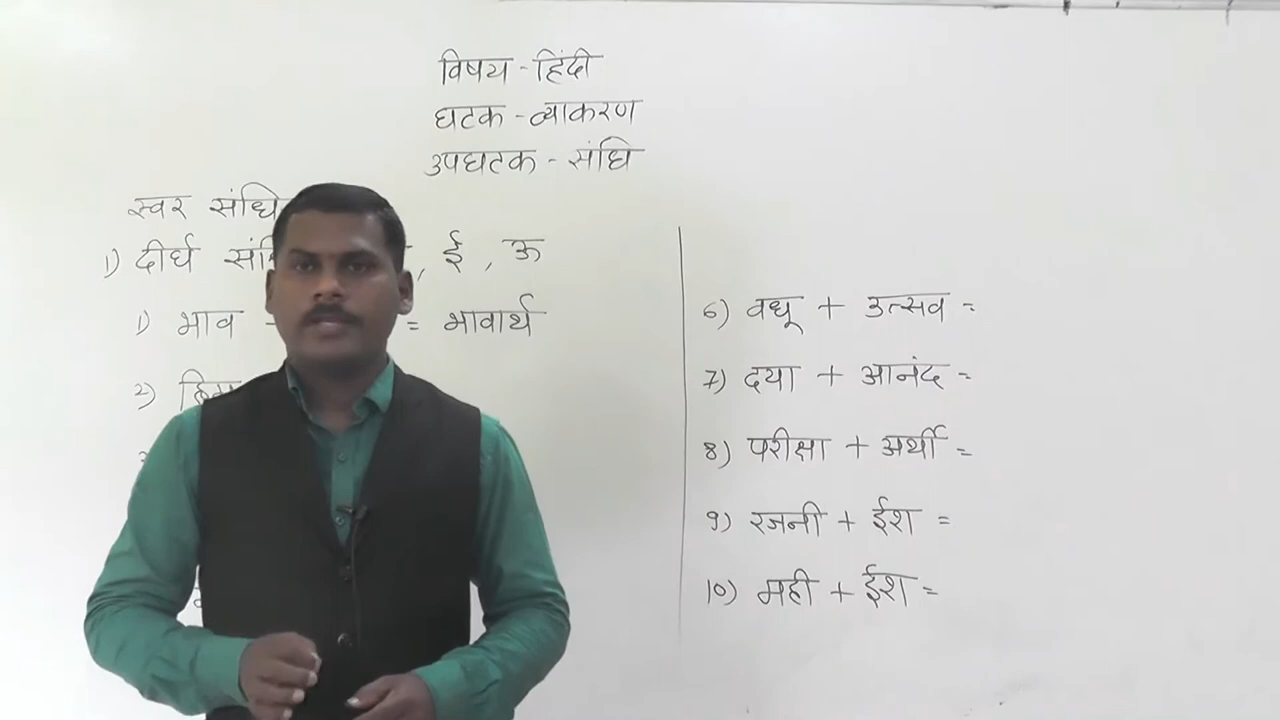 विषय - हिंदी
घटक - व्याकरण
उपघटक - संधि
स्वर संधि
1) दीर्घ , ई , ऊ
1) भाव = भावार्थ
2)
6) वधू + उत्सव =
7) दया + आनंद =
8) परीक्षा + अर्थी =
9) रजनी + ईश =
10) मही + ईश =